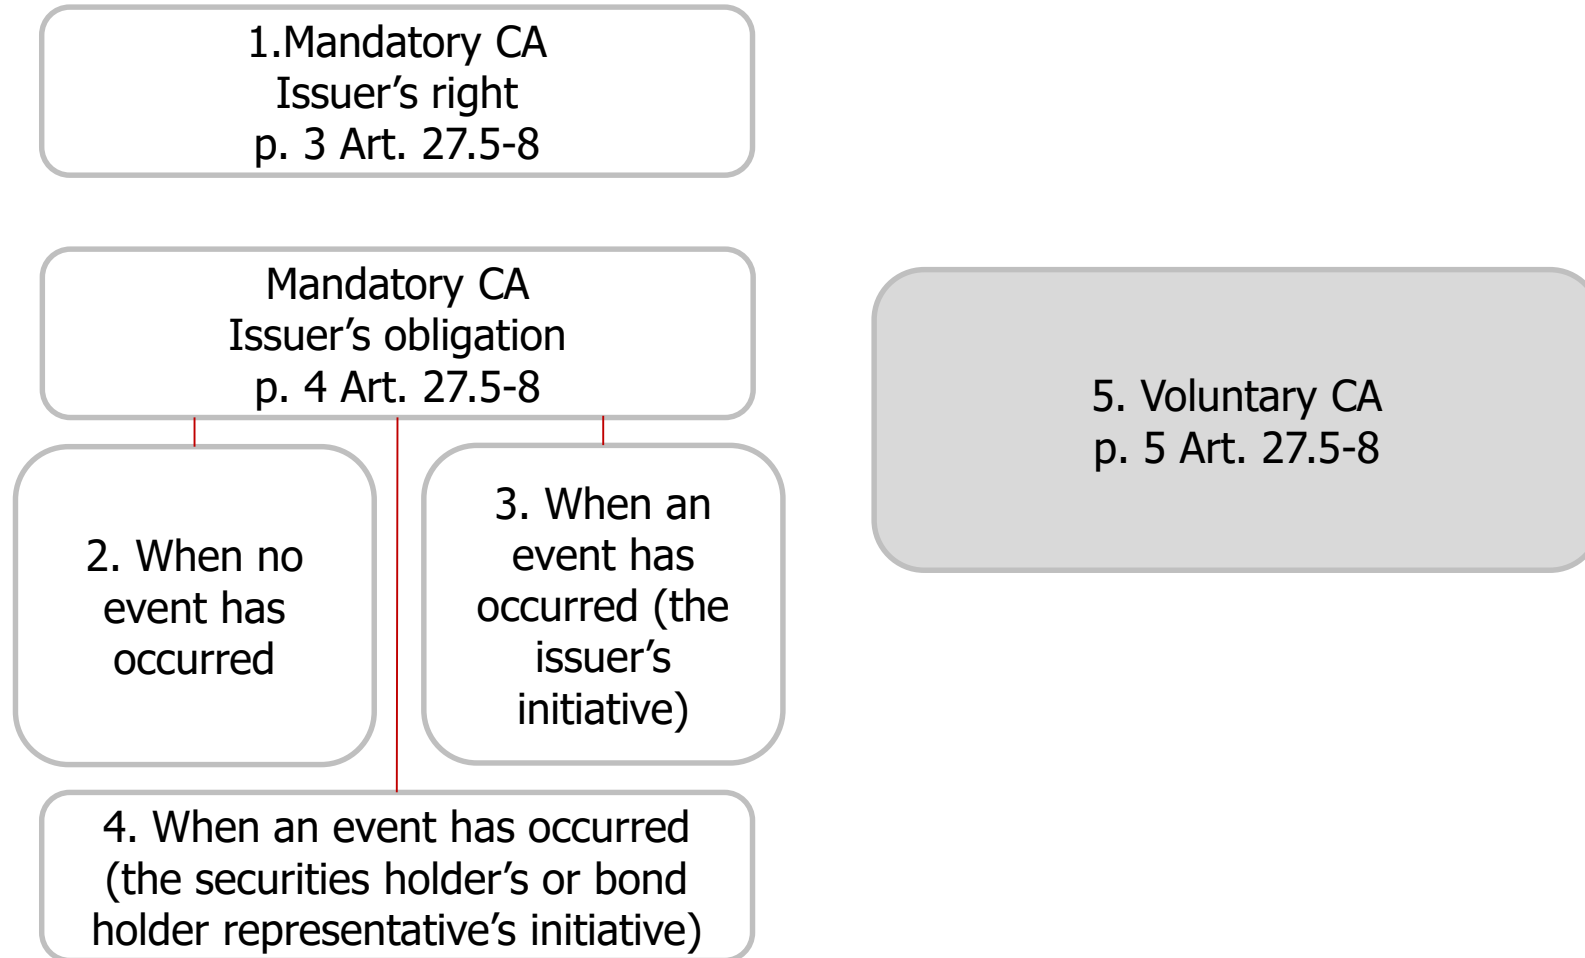 1.Mandatory CA
Issuer’s right
p. 3 Art. 27.5-8
Mandatory CA
Issuer’s obligation
p. 4 Art. 27.5-8
2. When no
event has
occurred
3. When an
event has
occurred (the
issuer’s
initiative)
4. When an event has occurred
(the securities holder’s or bond
holder representative’s initiative)
5. Voluntary CA
p. 5 Art. 27.5-8